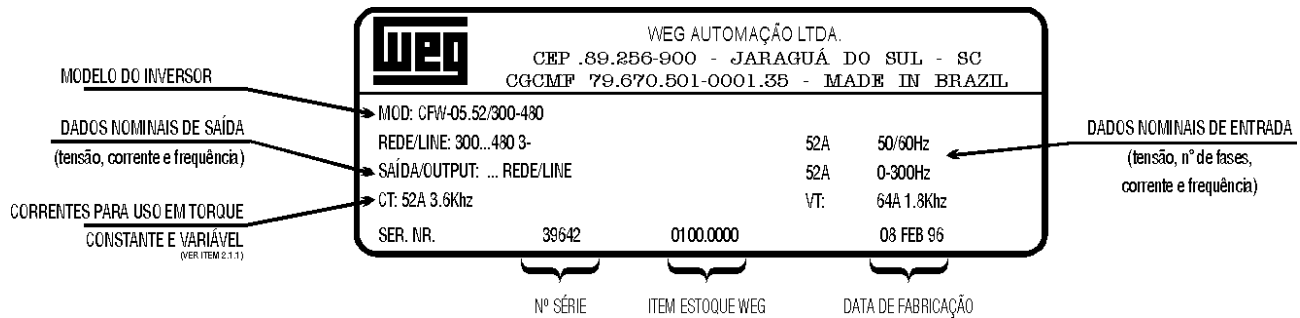 weg
WEG AUTOMAÇÃO LTDA.
CEP .89.256-900 - JARAGUÁ DO SUL - SC
CGCMF 79.670.501-0001.35 - MADE IN BRAZIL
MODELO DO INVERSOR
MOD: CFW-05.52/300-480
DADOS NOMINAIS DE SAÍDA
(tensão, corrente e frequência)
REDE/LINE: 300...480 3- 52A 50/60Hz
DADOS NOMINAIS DE ENTRADA
(tensão, nº de fases,
corrente e frequência)
SAÍDA/OUTPUT: ... REDE/LINE 52A 0-300Hz
CORRENTES PARA USO EM TORQUE
CONSTANTE E VARIÁVEL
(VER ITEM 2.1.1)
CT: 52A 3.6Khz VT: 64A 1.8Khz
SER. NR. 39642 0100.0000 08 FEB 96
Nº SÉRIE ITEM ESTOQUE WEG DATA DE FABRICAÇÃO